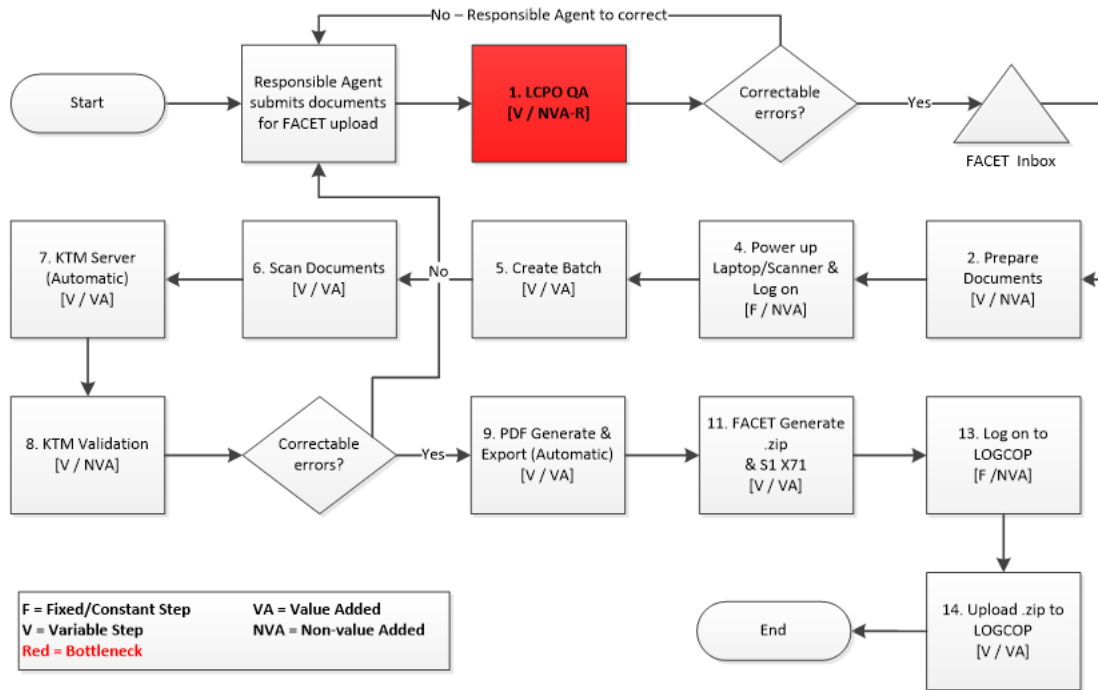 No – Responsible Agent to correct
Start
Responsible Agent
submits documents
for FACET upload
1. LCPO QA
[V / NVA-R]
Correctable
errors?
Yes
FACET Inbox
7. KTM Server
(Automatic)
[V / VA]
6. Scan Documents
[V / VA]
No
5. Create Batch
[V / VA]
4. Power up
Laptop/Scanner &
Log on
[F / NVA]
2. Prepare
Documents
[V / NVA]
8. KTM Validation
[V / NVA]
Correctable
errors?
Yes
9. PDF Generate &
Export (Automatic)
[V / VA]
11. FACET Generate
.zip
& S1 X71
[V / VA]
13. Log on to
LOGCOP
[F /NVA]
F = Fixed/Constant Step VA = Value Added
V = Variable Step NVA = Non-value Added
Red = Bottleneck
End
14. Upload .zip to
LOGCOP
[V / VA]